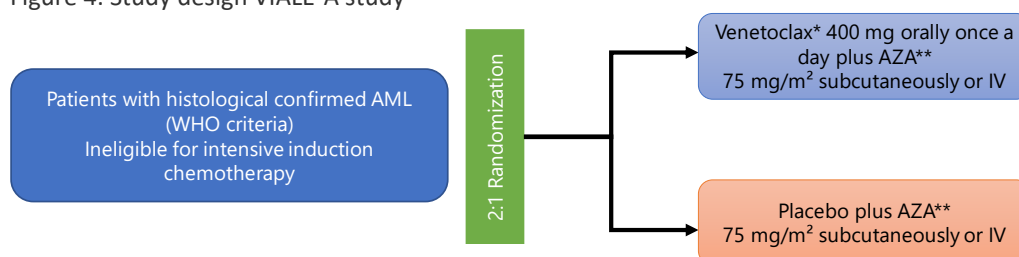 Figure 4: Study design VIALE-A study
Patients with histological confirmed AML
(WHO criteria)
Ineligible for intensive induction
chemotherapy
2:1 Randomization
Venetoclax* 400 mg orally once a
day plus AZA**
75 mg/m² subcutaneously or IV
Placebo plus AZA**
75 mg/m² subcutaneously or IV